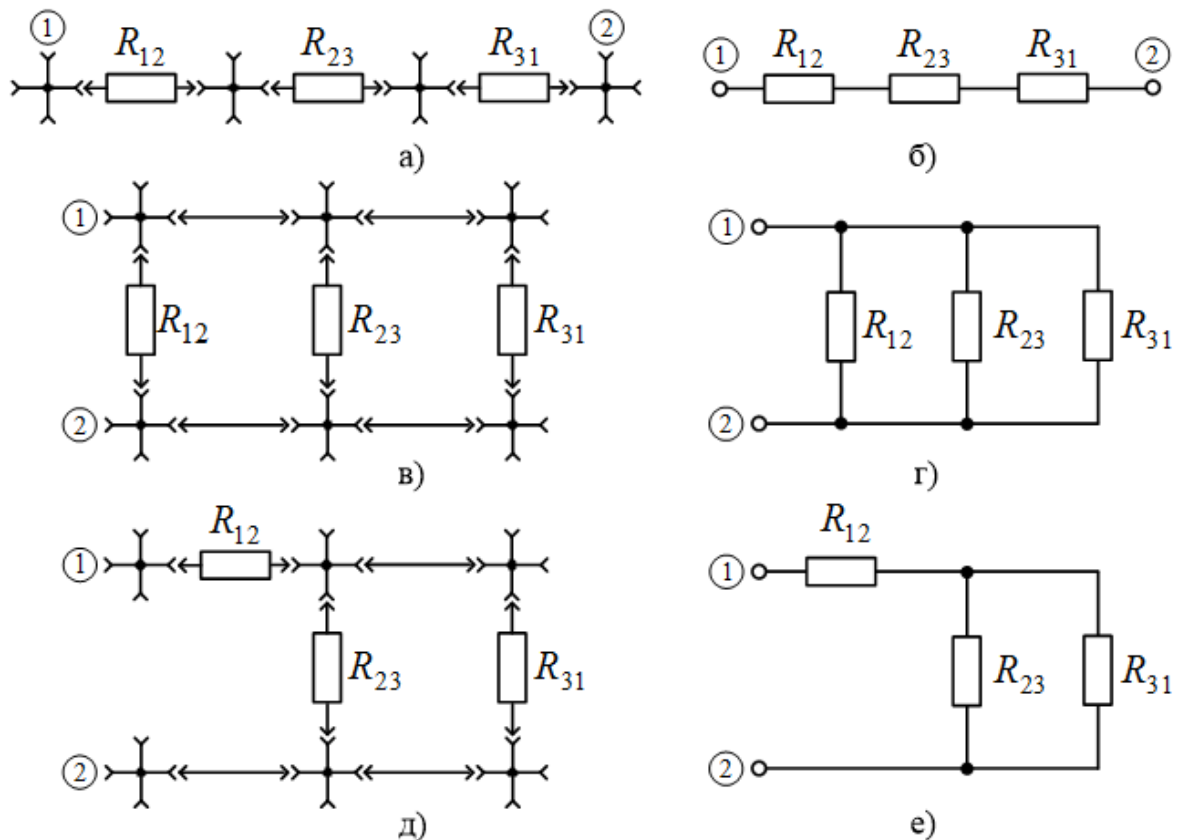 ① R₁₂ R₂₃ R₃₁ ②
а)
① R₁₂ R₂₃ R₃₁ ②
б)
①
R₁₂ R₂₃ R₃₁
②
в)
①
R₁₂ R₂₃ R₃₁
②
г)
R₁₂
①
R₂₃ R₃₁
②
д)
R₁₂
①
R₂₃ R₃₁
②
е)